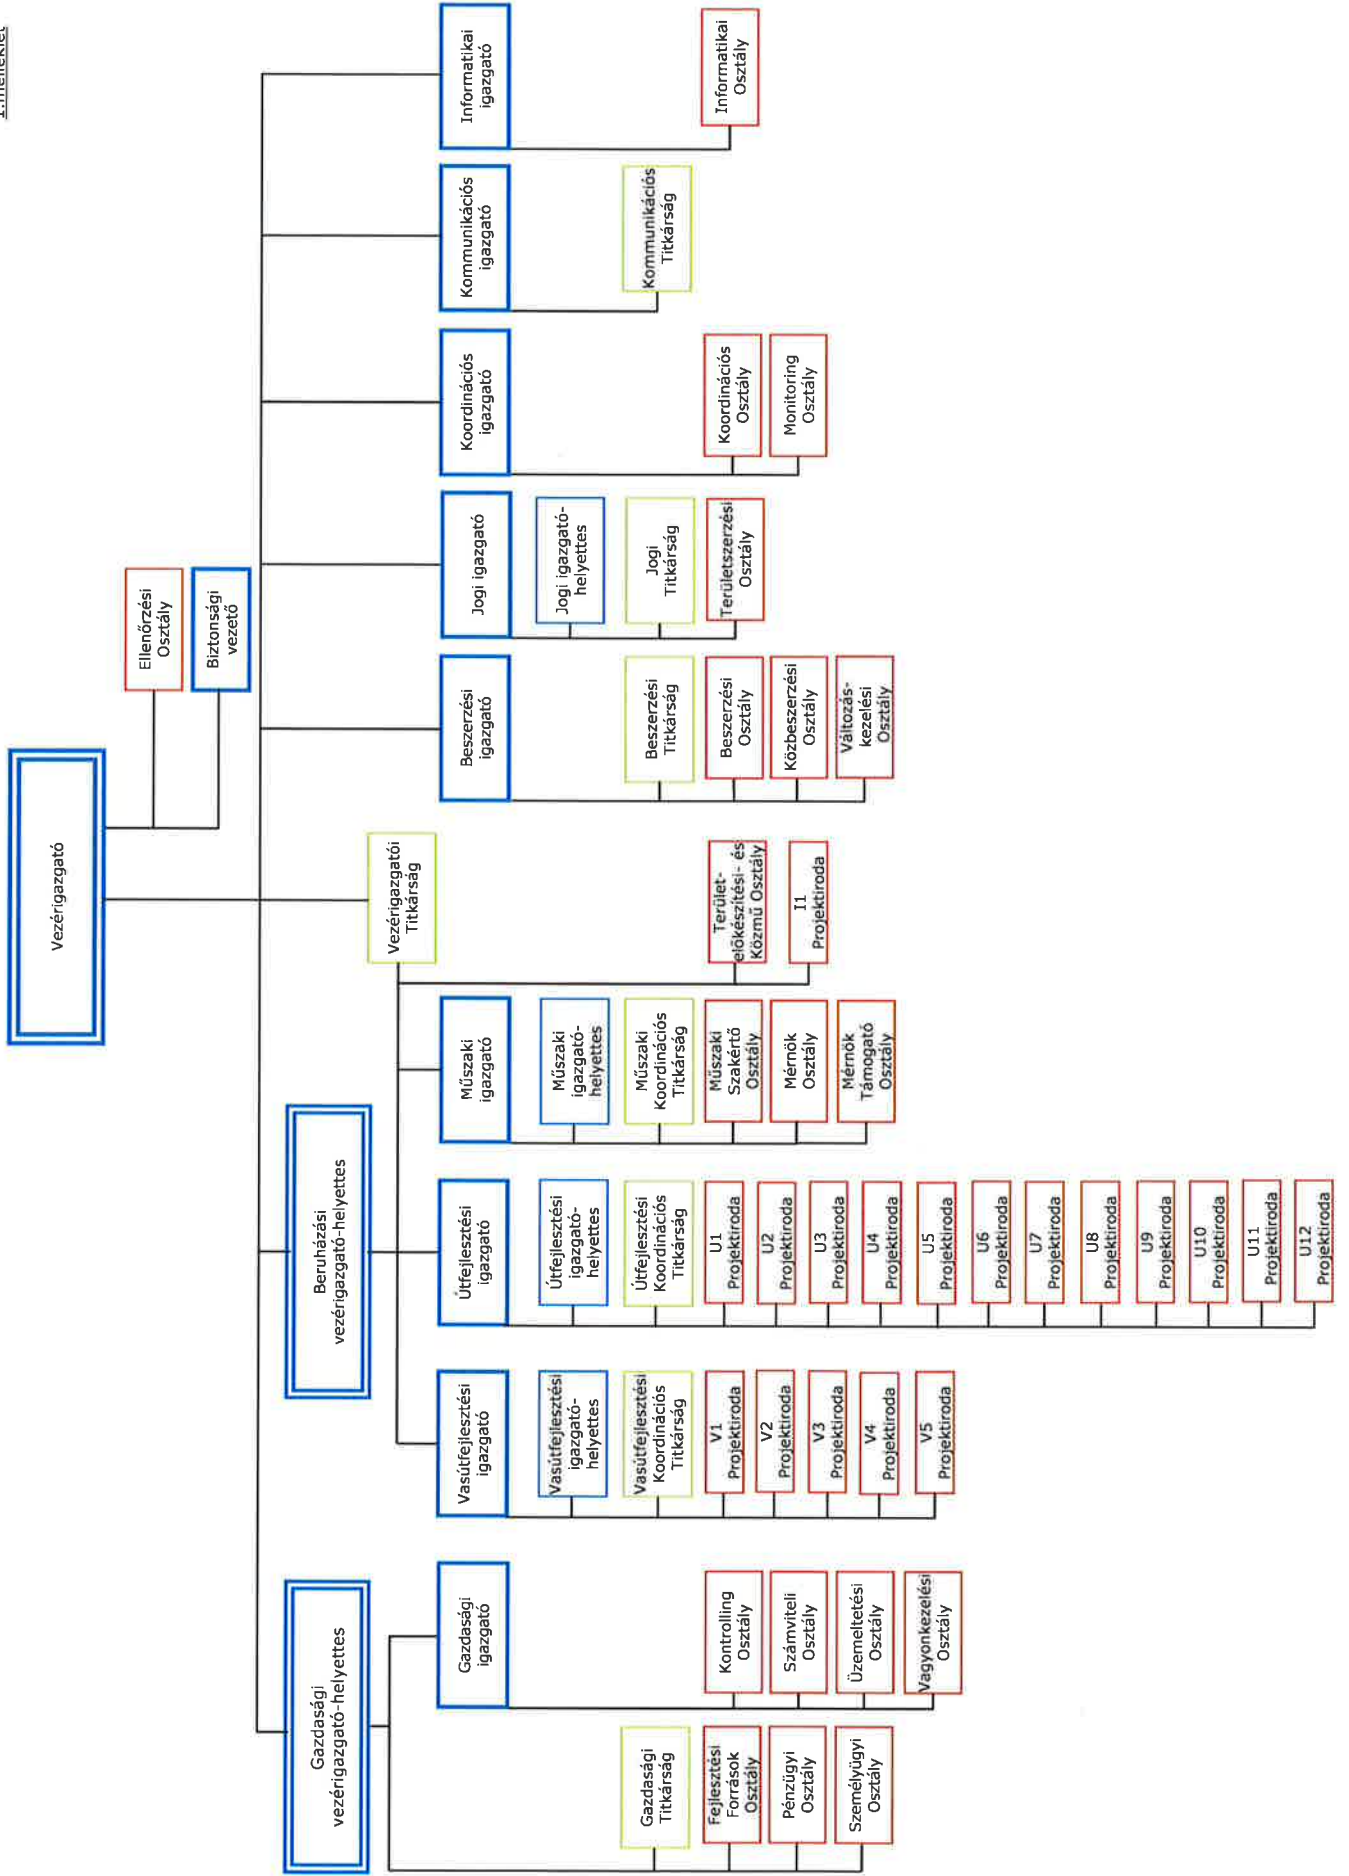 1.melléklet
Vezérigazgató
Ellenőrzési
Osztály
Biztonsági
vezető
Vezérigazgatói
Titkárság
Gazdasági
vezérigazgató-helyettes
Beruházási
vezérigazgató-helyettes
Gazdasági
Titkárság
Fejlesztési
Források
Osztály
Pénzügyi
Osztály
Személyügyi
Osztály
Gazdasági
igazgató
Kontrolling
Osztály
Számviteli
Osztály
Üzemeltetési
Osztály
Vagyonkezelési
Osztály
Vasútfejlesztési
igazgató
Vasútfejlesztési
igazgató-
helyettes
Vasútfejlesztési
Koordinációs
Titkárság
V1
Projektiroda
V2
Projektiroda
V3
Projektiroda
V4
Projektiroda
V5
Projektiroda
Útfejlesztési
igazgató
Útfejlesztési
igazgató-
helyettes
Útfejlesztési
Koordinációs
Titkárság
U1
Projektiroda
U2
Projektiroda
U3
Projektiroda
U4
Projektiroda
U5
Projektiroda
U6
Projektiroda
U7
Projektiroda
U8
Projektiroda
U9
Projektiroda
U10
Projektiroda
U11
Projektiroda
U12
Projektiroda
Műszaki
igazgató
Műszaki
igazgató-
helyettes
Műszaki
Koordinációs
Titkárság
Műszaki
Szakértő
Osztály
Mérnök
Osztály
Mérnök
Támogató
Osztály
Terület-
előkészítési- és
Közmű Osztály
I1
Projektiroda
Beszerzési
igazgató
Beszerzési
Titkárság
Beszerzési
Osztály
Közbeszerzési
Osztály
Változás-
kezelési
Osztály
Jogi igazgató
Jogi igazgató-
helyettes
Jogi
Titkárság
Területszerzési
Osztály
Koordinációs
igazgató
Koordinációs
Osztály
Monitoring
Osztály
Kommunikációs
igazgató
Kommunikációs
Titkárság
Informatikai
igazgató
Informatikai
Osztály